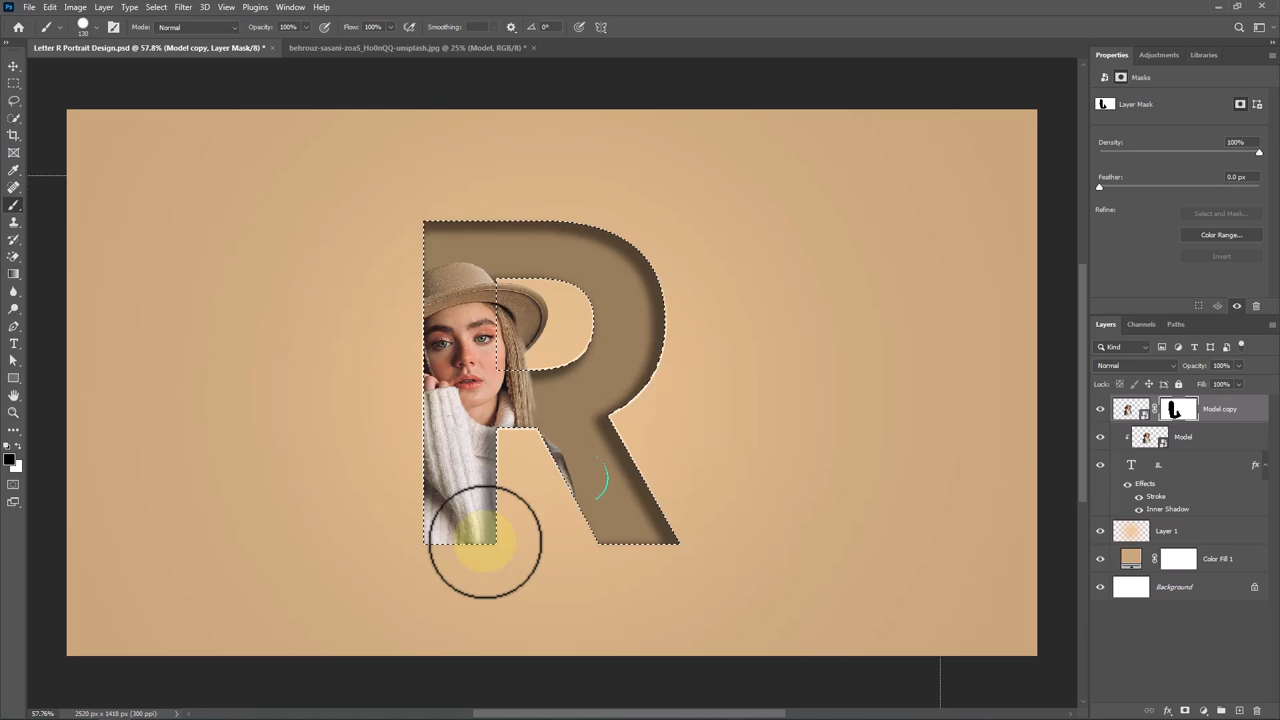 Ps File Edit Image Layer Type Select Filter 3D View Plugins Window Help
130 Mode: Normal Opacity: 100% Flow: 100% Smoothing: 0°
Letter R Portrait Design.psd @ 57.8% (Model copy, Layer Mask/8) * × behrouz-sasani-zoaS_Ho0nQQ-unsplash.jpg @ 25% (Model, RGB/8) * ×
Properties Adjustments Libraries
Masks
Layer Mask
Density: 100%
Feather: 0.0 px
Refine: Select and Mask...
Color Range...
Invert
R
Layers Channels Paths
Kind
Normal Opacity: 100%
Lock: Fill: 100%
Model copy
Model
T R fx
Effects
Stroke
Inner Shadow
Layer 1
Color Fill 1
Background
57.76% 2520 px x 1418 px (300 ppi)